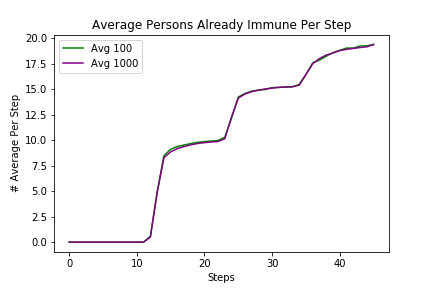 Average Persons Already Immune Per Step
Avg 100
Avg 1000
# Average Per Step
20.0
17.5
15.0
12.5
10.0
7.5
5.0
2.5
0.0
0 10 20 30 40
Steps